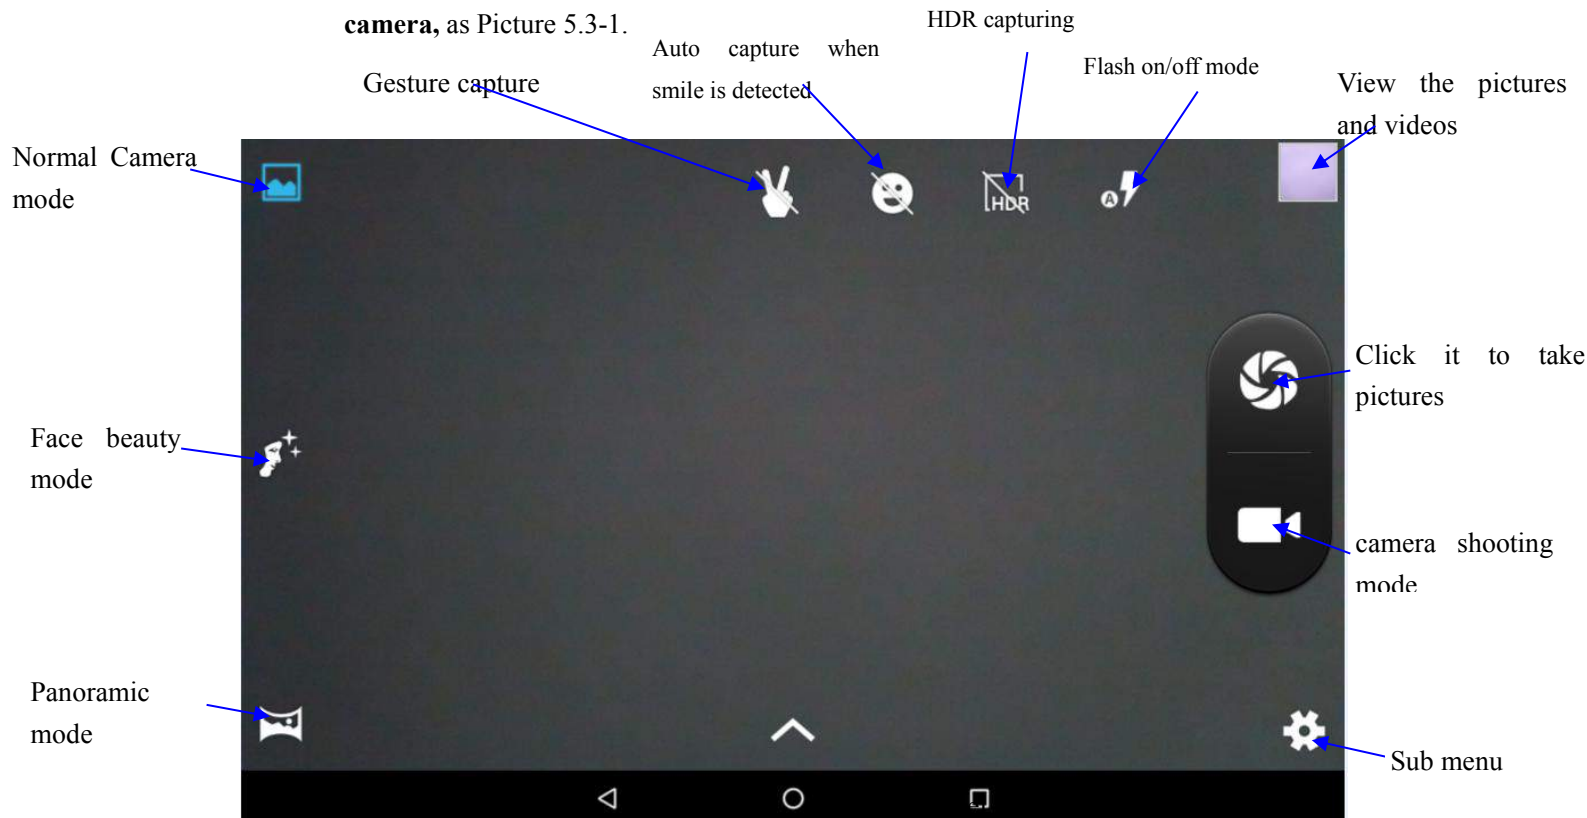 camera, as Picture 5.3-1.
HDR capturing
Auto capture when
smile is detected
Gesture capture
Flash on/off mode
View the pictures
and videos
Normal Camera
mode
HDR
A
Click it to take
pictures
Face beauty
mode
camera shooting
mode
Panoramic
mode
Sub menu